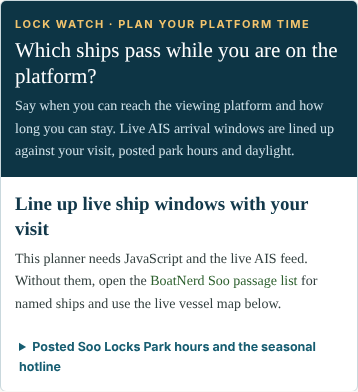 LOCK WATCH · PLAN YOUR PLATFORM TIME
Which ships pass while you are on the
platform?
Say when you can reach the viewing platform and how
long you can stay. Live AIS arrival windows are lined up
against your visit, posted park hours and daylight.
Line up live ship windows with your
visit
This planner needs JavaScript and the live AIS feed.
Without them, open the BoatNerd Soo passage list for
named ships and use the live vessel map below.
▶ Posted Soo Locks Park hours and the seasonal
hotline